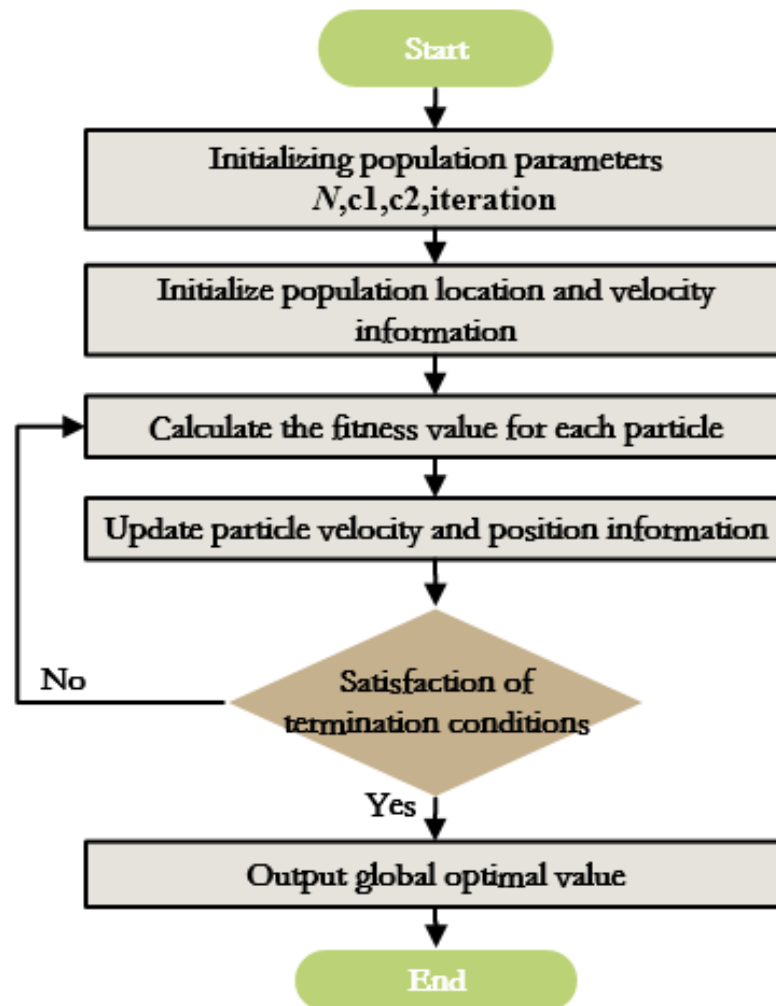 Start
Initializing population parameters
N,c1,c2,iteration
Initialize population location and velocity
information
Calculate the fitness value for each particle
Update particle velocity and position information
No
Satisfaction of
termination conditions
Yes
Output global optimal value
End